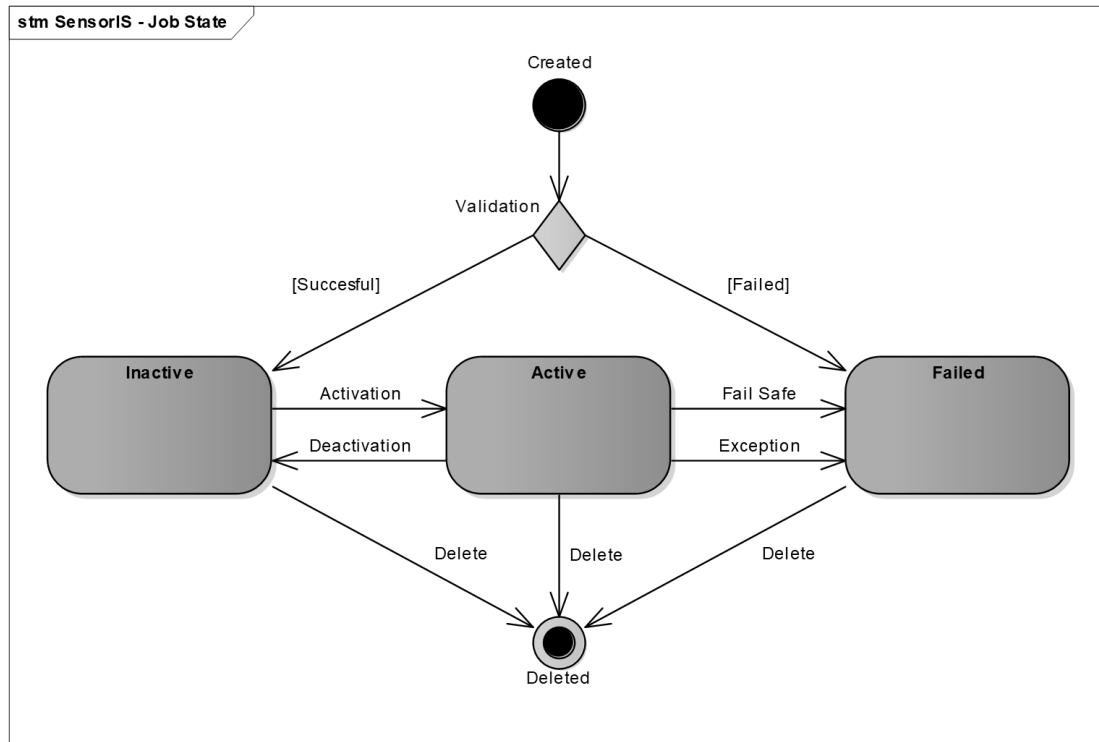 stm SensorIS - Job State
Created
Validation
[Succesful]
[Failed]
Inactive
Active
Failed
Activation
Fail Safe
Deactivation
Exception
Delete
Delete
Delete
Deleted